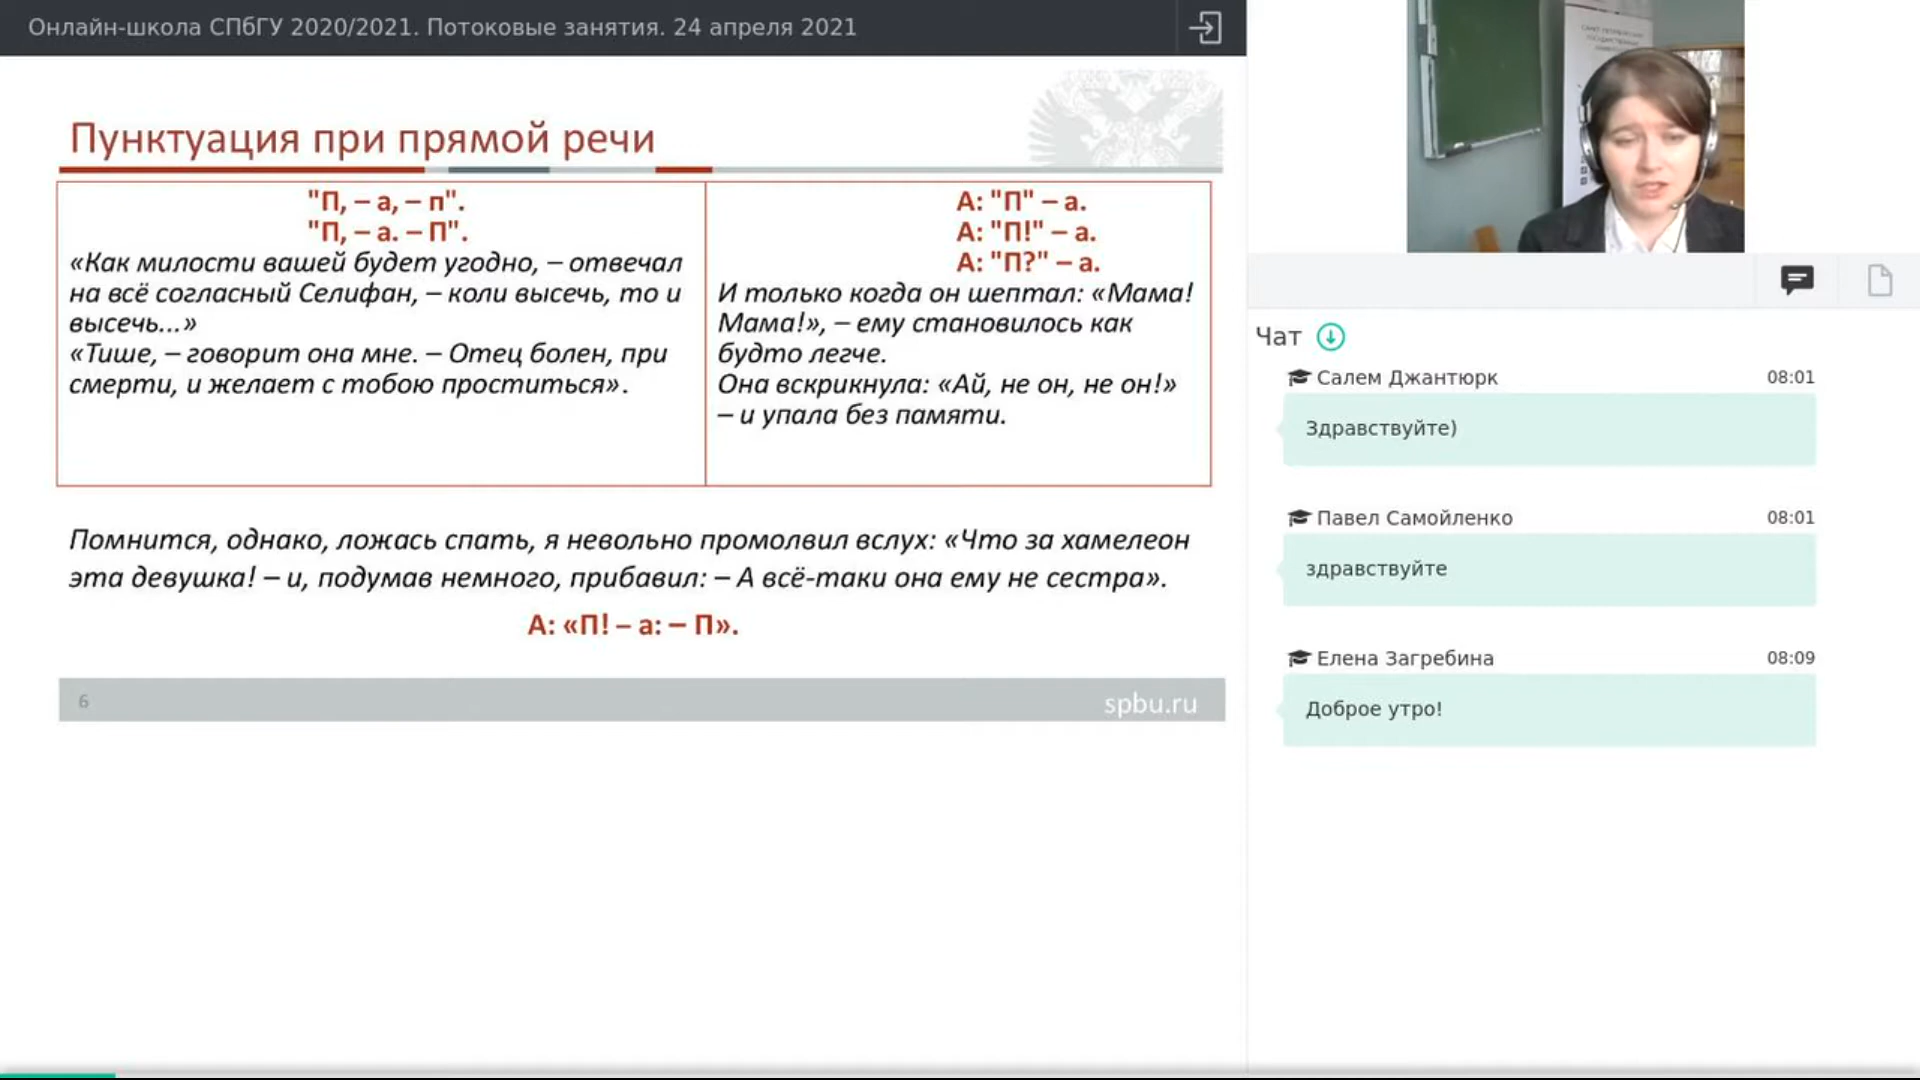 Онлайн-школа СПбГУ 2020/2021. Потоковые занятия. 24 апреля 2021
Пунктуация при прямой речи
"П, – а, – п".
"П, – а. – П".
«Как милости вашей будет угодно, – отвечал
на всё согласный Селифан, – коли высечь, то и
высечь...»
«Тише, – говорит она мне. – Отец болен, при
смерти, и желает с тобою проститься».
А: "П" – а.
А: "П!" – а.
А: "П?" – а.
И только когда он шептал: «Мама!
Мама!», – ему становилось как
будто легче.
Она вскрикнула: «Ай, не он, не он!»
– и упала без памяти.
Помнится, однако, ложась спать, я невольно промолвил вслух: «Что за хамелеон
эта девушка! – и, подумав немного, прибавил: – А всё-таки она ему не сестра».
А: «П! – а: – П».
6
spbu.ru
Чат
Салем Джантюрк 08:01
Здравствуйте)
Павел Самойленко 08:01
здравствуйте
Елена Загребина 08:09
Доброе утро!